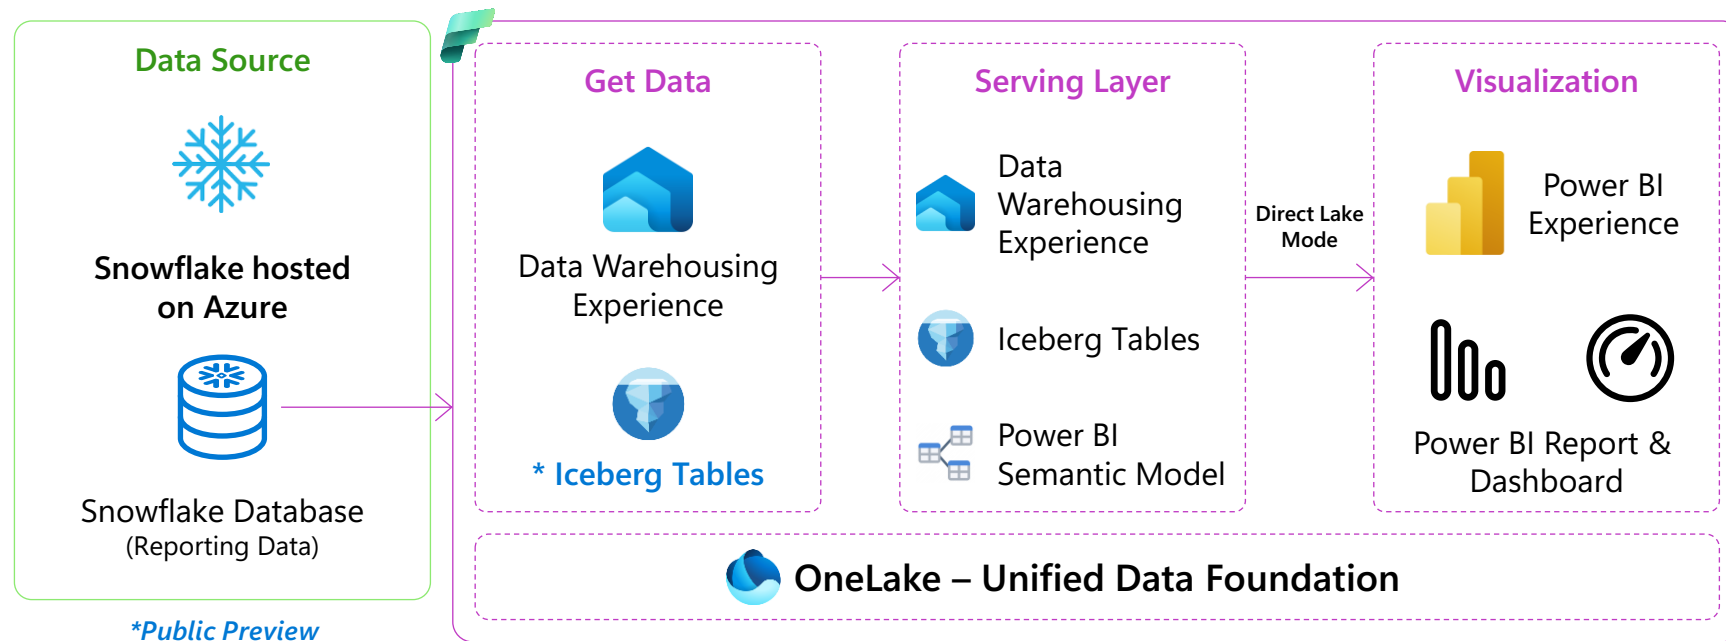 Data Source
Snowflake hosted
on Azure
Snowflake Database
(Reporting Data)
*Public Preview
Get Data
Data Warehousing
Experience
* Iceberg Tables
Serving Layer
Data
Warehousing
Experience
Iceberg Tables
Power BI
Semantic Model
Direct Lake
Mode
Visualization
Power BI
Experience
Power BI Report &
Dashboard
OneLake – Unified Data Foundation